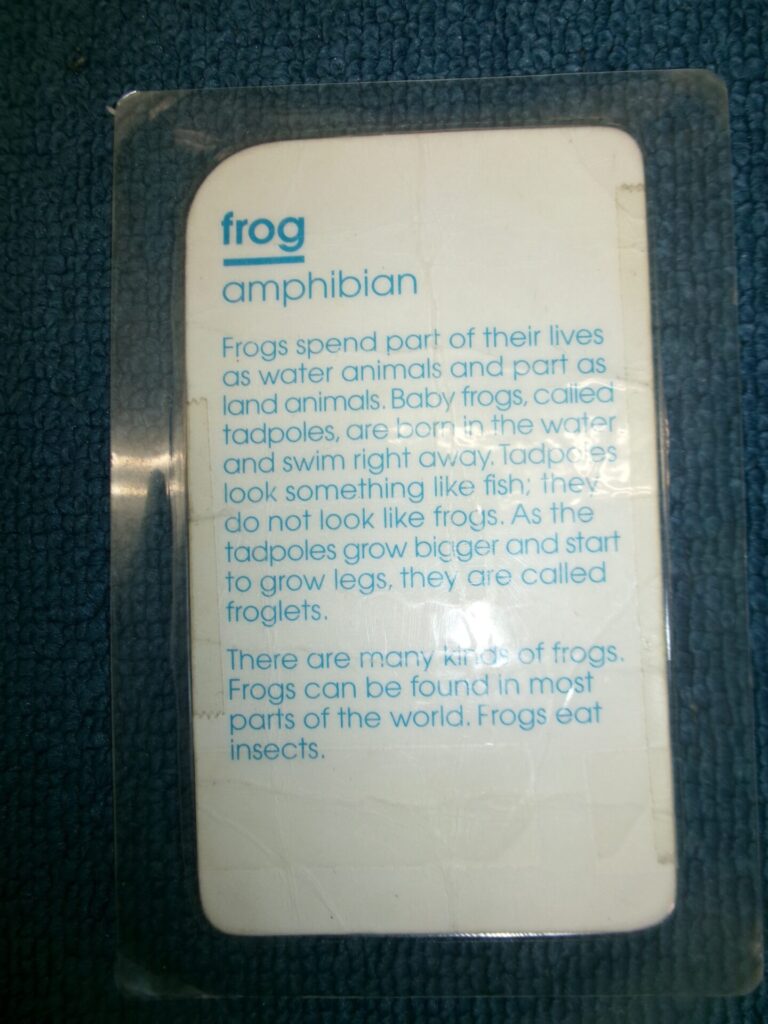 frog
amphibian
Frogs spend part of their lives
as water animals and part as
land animals. Baby frogs, called
tadpoles, are born in the water
and swim right away. Tadpoles
look something like fish; they
do not look like frogs. As the
tadpoles grow bigger and start
to grow legs, they are called
froglets.
There are many kinds of frogs.
Frogs can be found in most
parts of the world. Frogs eat
insects.